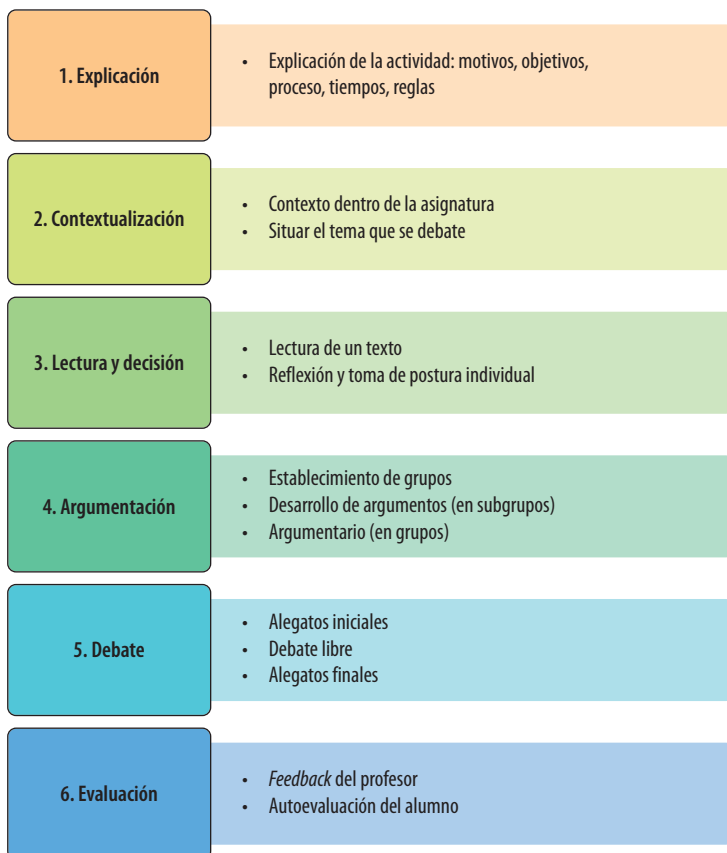 1. Explicación
• Explicación de la actividad: motivos, objetivos,
proceso, tiempos, reglas
2. Contextualización
• Contexto dentro de la asignatura
• Situar el tema que se debate
3. Lectura y decisión
• Lectura de un texto
• Reflexión y toma de postura individual
4. Argumentación
• Establecimiento de grupos
• Desarrollo de argumentos (en subgrupos)
• Argumentario (en grupos)
5. Debate
• Alegatos iniciales
• Debate libre
• Alegatos finales
6. Evaluación
• Feedback del profesor
• Autoevaluación del alumno